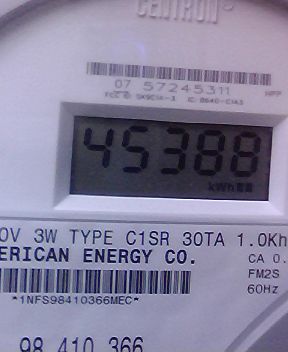 CENTRON
07 57245311
45388
kWh
0V 3W TYPE C1SR 30TA 1.0Kh
ERICAN ENERGY CO.
CA 0.
FM2S
60Hz
*1NFS98410366MEC*
98 410 366